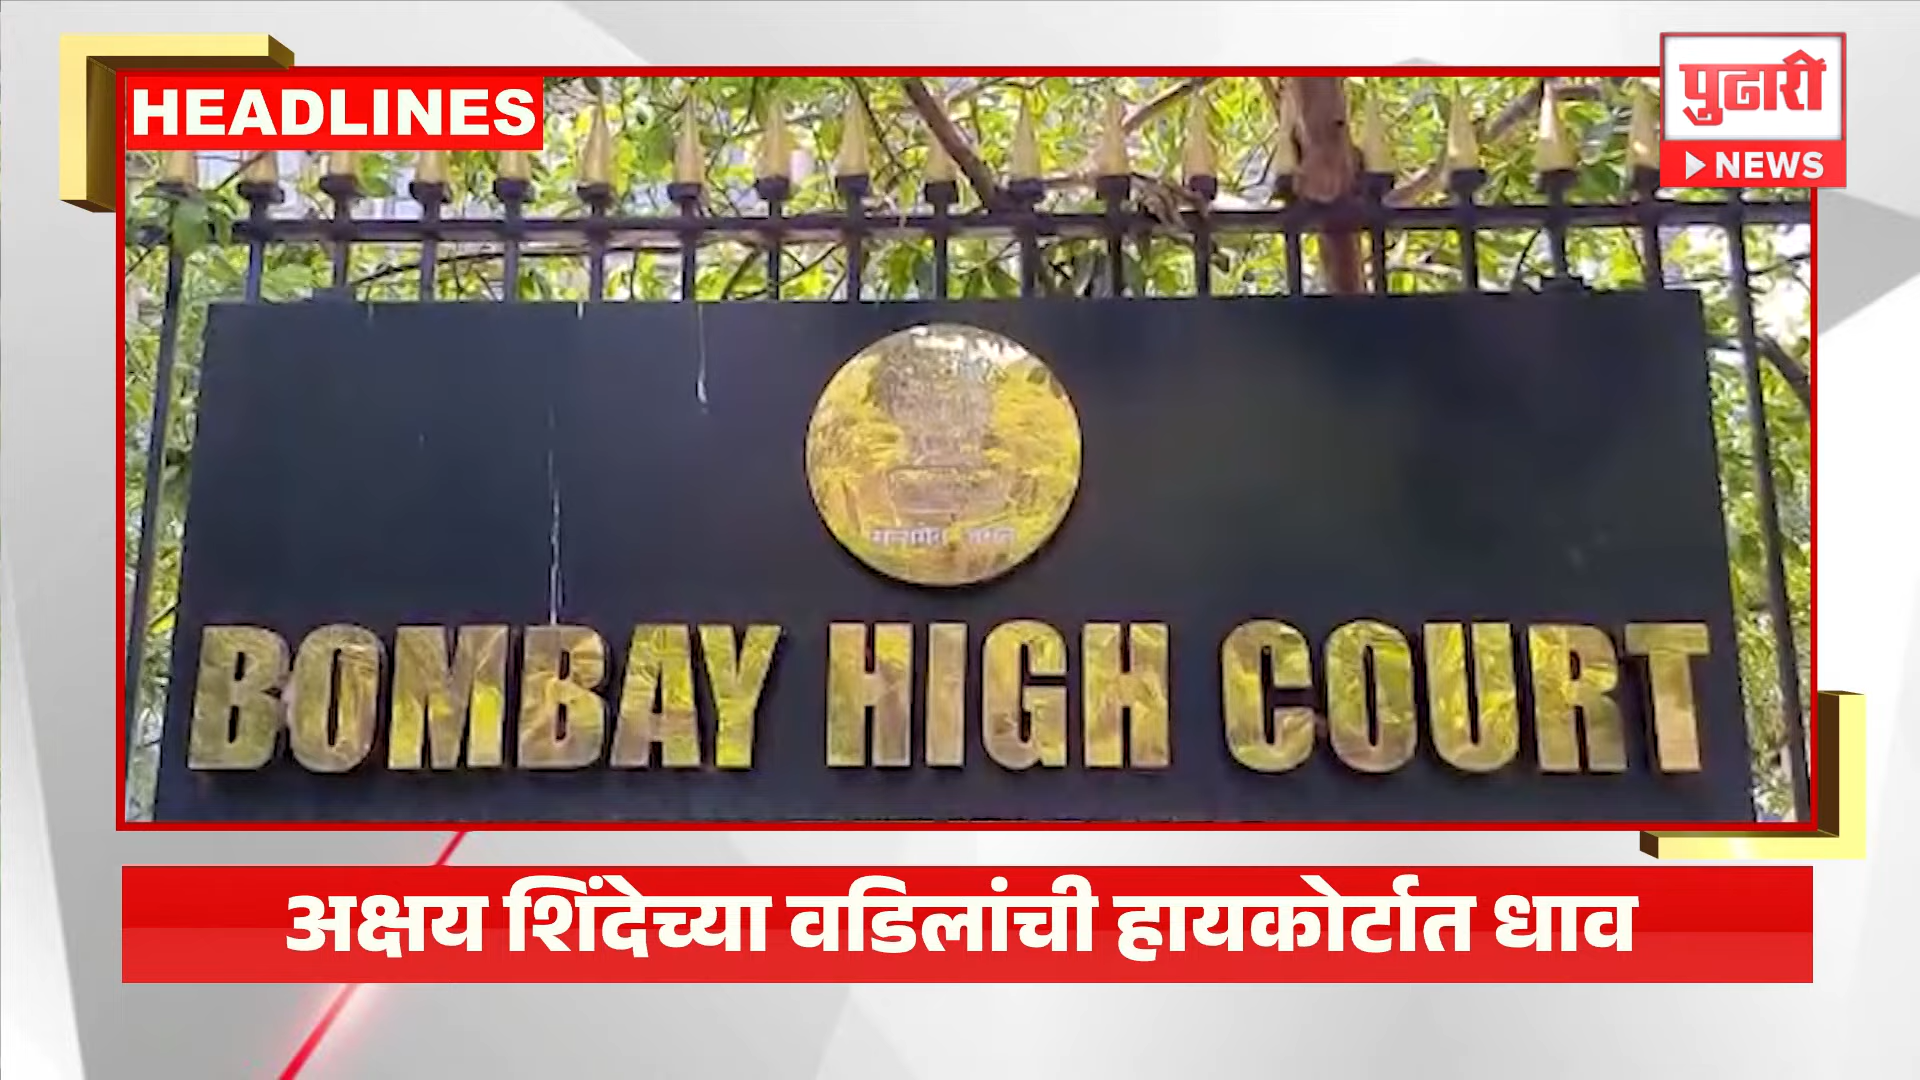 HEADLINES
पुढारी
NEWS
BOMBAY HIGH COURT
अक्षय शिंदेच्या वडिलांची हायकोर्टात धाव